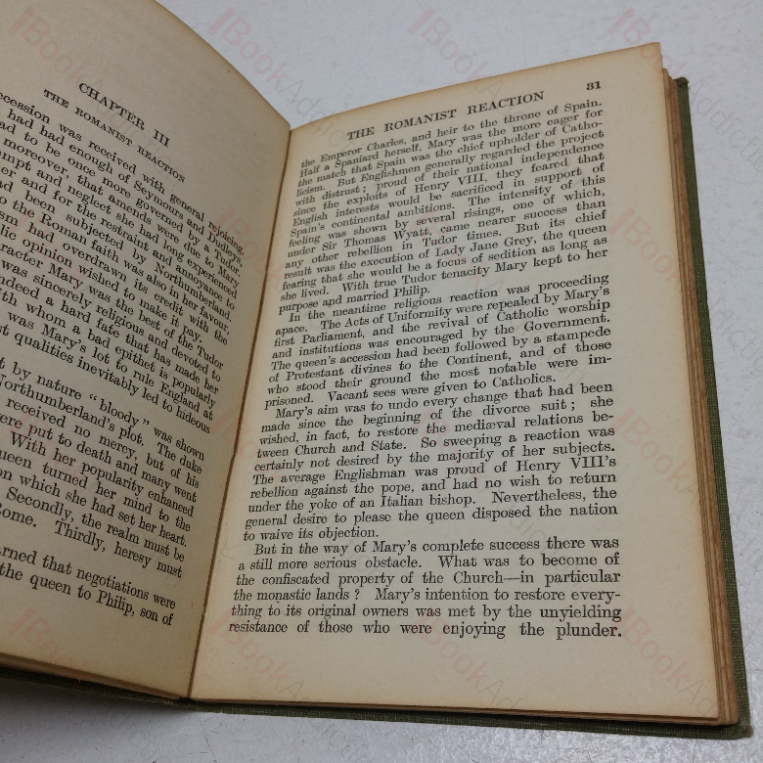 CHAPTER III
THE ROMANIST REACTION
cession was received with general rejoicing.
had had enough of Seymours and Dudleys,
ad to be once more governed by a Tudor.
moreover, that amends were due to Mary
mpt and neglect she had long experienced
er and for the restraint and annoyance to
ad been subjected by Northumberland.
o the Roman faith was also in her favour,
ism had overdrawn its credit with the
lic opinion wished to make it pay.
aracter Mary was the best of the Tudor
was sincerely religious and devoted to
ndeed a hard fate that has made her
ith whom a bad epithet is popularly
was Mary's lot to rule England at
st qualities inevitably led to hideous
t by nature "bloody" was shown
Northumberland's plot. The duke
received no mercy, but of his
ere put to death and many went
With her popularity enhanced
ueen turned her mind to the
on which she had set her heart.
Secondly, the realm must be
Rome. Thirdly, heresy must
arned that negotiations were
the queen to Philip, son of
THE ROMANIST REACTION 31
the Emperor Charles, and heir to the throne of Spain.
Half a Spaniard herself, Mary was the more eager for
the match that Spain was the chief upholder of Catho-
licism. But Englishmen generally regarded the project
with distrust; proud of their national independence
since the exploits of Henry VIII, they feared that
English interests would be sacrificed in support of
Spain's continental ambitions. The intensity of this
feeling was shown by several risings, one of which,
under Sir Thomas Wyatt, came nearer success than
any other rebellion in Tudor times. But its chief
result was the execution of Lady Jane Grey, the queen
fearing that she would be a focus of sedition as long as
she lived. With true Tudor tenacity Mary kept to her
purpose and married Philip.
In the meantime religious reaction was proceeding
apace. The Acts of Uniformity were repealed by Mary's
first Parliament, and the revival of Catholic worship
and institutions was encouraged by the Government.
The queen's accession had been followed by a stampede
of Protestant divines to the Continent, and of those
who stood their ground the most notable were im-
prisoned. Vacant sees were given to Catholics.
Mary's aim was to undo every change that had been
made since the beginning of the divorce suit; she
wished, in fact, to restore the mediæval relations be-
tween Church and State. So sweeping a reaction was
certainly not desired by the majority of her subjects.
The average Englishman was proud of Henry VIII's
rebellion against the pope, and had no wish to return
under the yoke of an Italian bishop. Nevertheless, the
general desire to please the queen disposed the nation
to waive its objection.
But in the way of Mary's complete success there was
a still more serious obstacle. What was to become of
the confiscated property of the Church—in particular
the monastic lands? Mary's intention to restore every-
thing to its original owners was met by the unyielding
resistance of those who were enjoying the plunder.